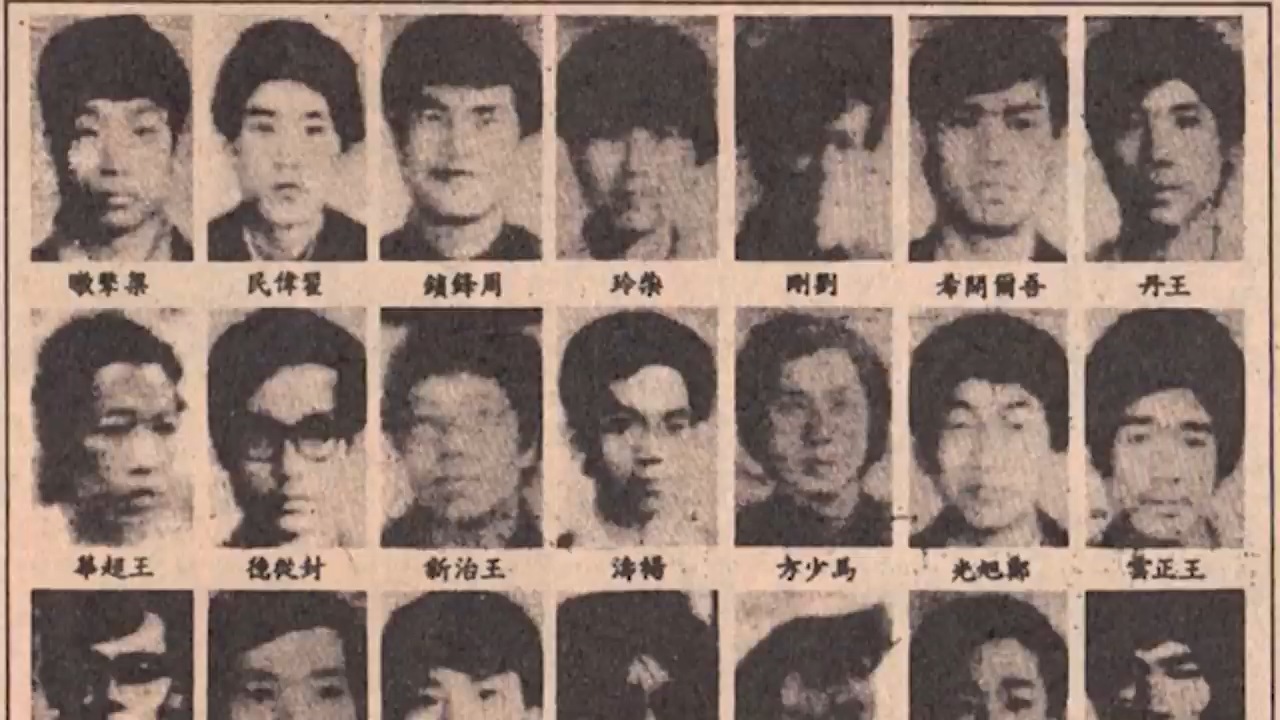 王丹
吾爾開希
劉剛
柴玲
周鋒鎖
翟偉民
梁擎暾
王正雲
鄭旭光
馬少方
楊濤
王治新
封從德
王超華